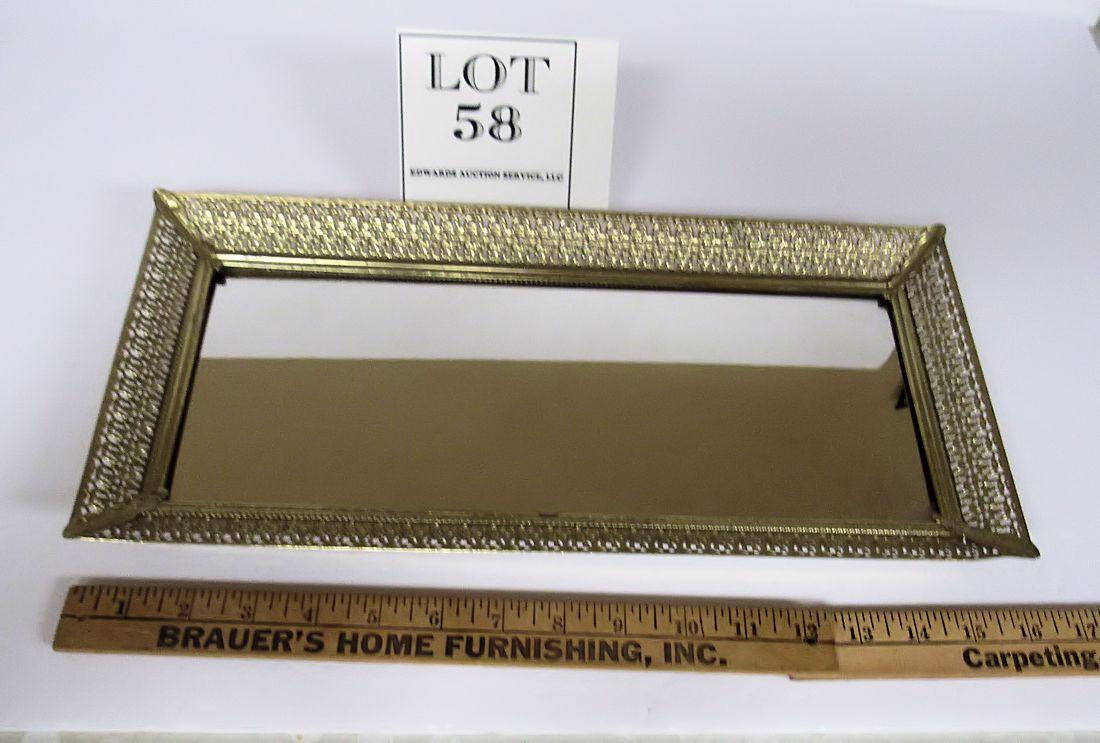 LOT
58
EDWARDS AUCTION SERVICE, LLC
1 2 3 4 5 6 7 8 9 10 11 12 13 14 15 16 17
BRAUER'S HOME FURNISHING, INC.
Carpeting,